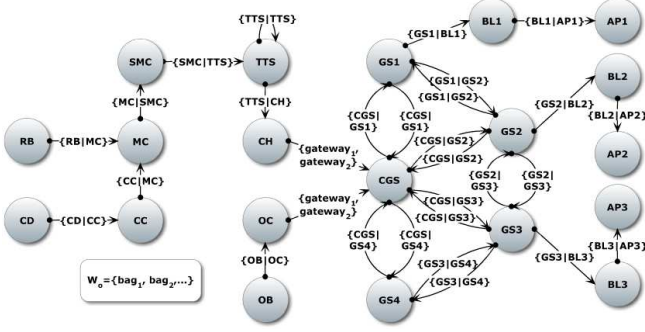 {TTS|TTS}
BL1
{BL1|AP1}
AP1
{GS1|BL1}
SMC
{SMC|TTS}
TTS
GS1
{GS1|GS2}
{GS1|GS2}
BL2
{MC|SMC}
{TTS|CH}
{CGS|
GS1}
{CGS|
GS1}
GS2
{GS2|BL2}
{BL2|AP2}
RB
{RB|MC}
MC
CH
{gateway1,
gateway2}
{CGS|GS2}
{CGS|GS2}
AP2
{CC|MC}
CGS
{GS2|
GS3}
{GS2|
GS3}
CD
{CD|CC}
CC
OC
{gateway1,
gateway2}
{CGS|GS3}
{CGS|GS3}
AP3
{CGS|
GS4}
{CGS|
GS4}
GS3
{OB|OC}
{GS3|BL3}
{BL3|AP3}
{GS3|GS4}
{GS3|GS4}
Wo={bag1, bag2,...}
OB
GS4
BL3